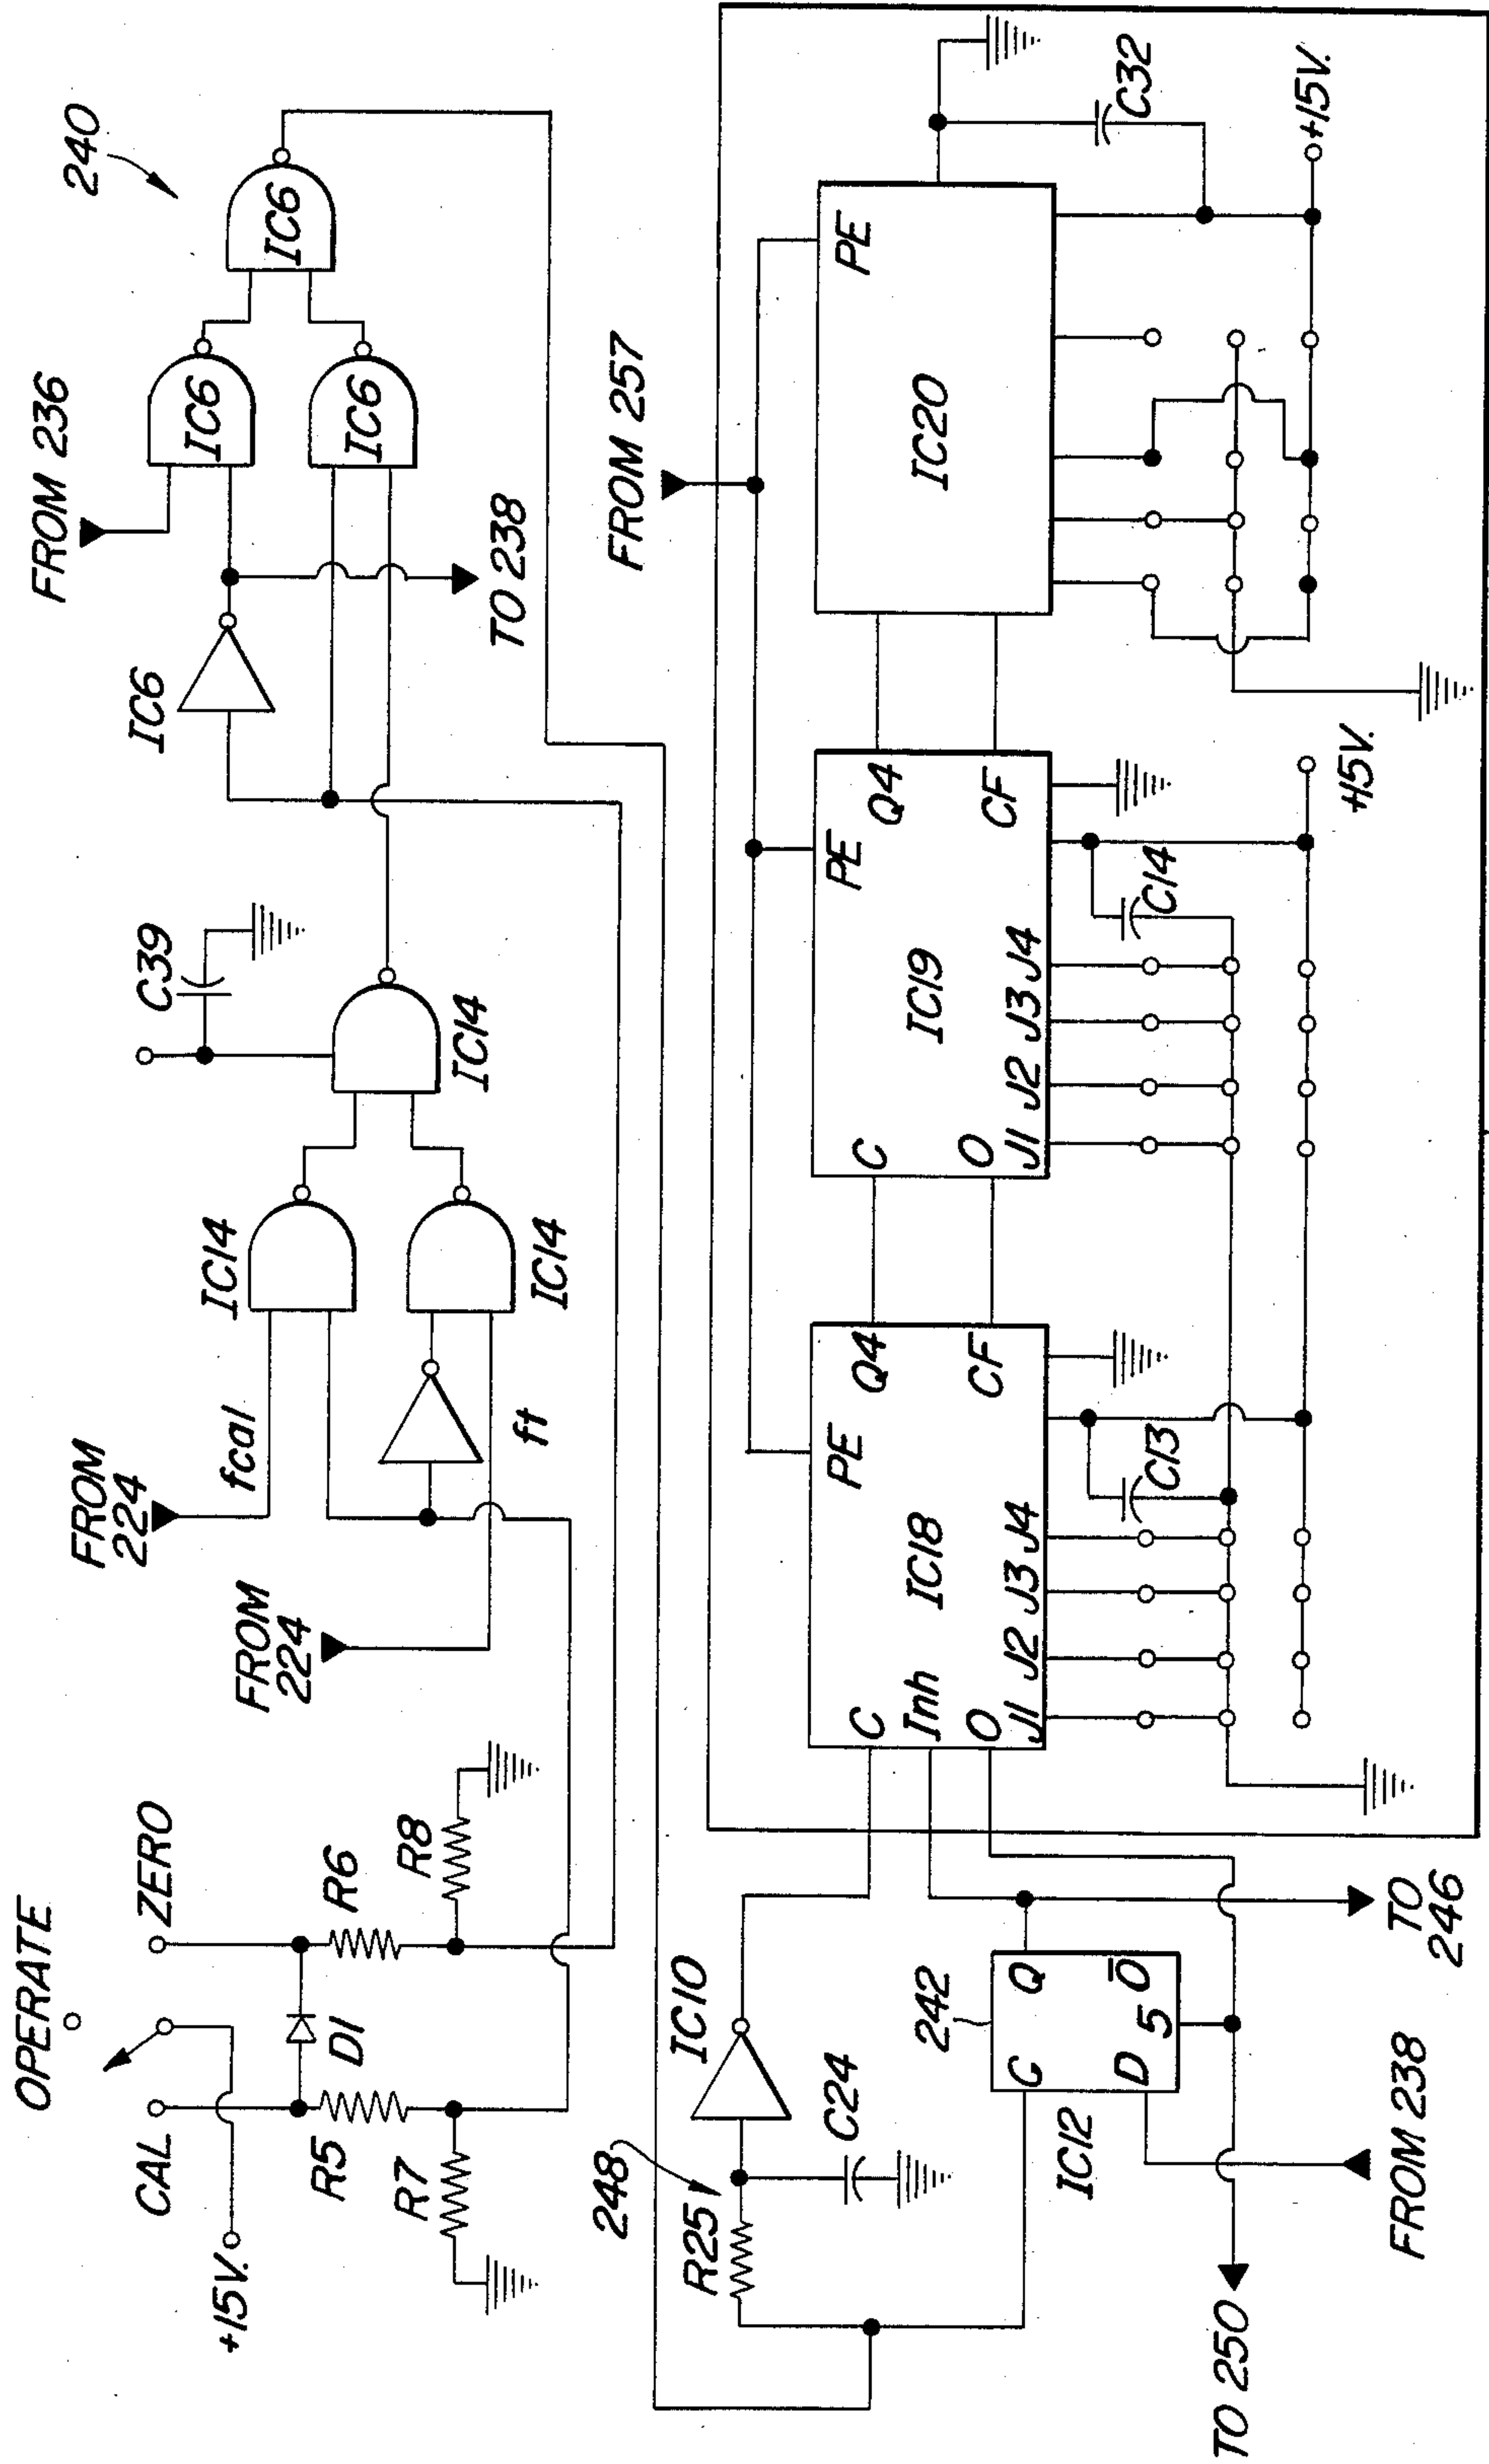 OPERATE
CAL
ZERO
+15V.
D1
R5
R6
R7
R8
FROM
224
fcal
FROM
224
ft
IC14
IC14
IC14
C39
IC6
FROM 236
IC6
IC6
IC6
240
TO 238
248
R25
C24
IC10
242
C
Q
D
5
O̅
IC12
FROM 238
TO 250
TO
246
FROM 257
C
Inh
O
PE
Q4
CF
IC18
J1
J2
J3
J4
C13
C
O
PE
Q4
CF
IC19
J1
J2
J3
J4
C14
+15V.
PE
IC20
C32
+15V.